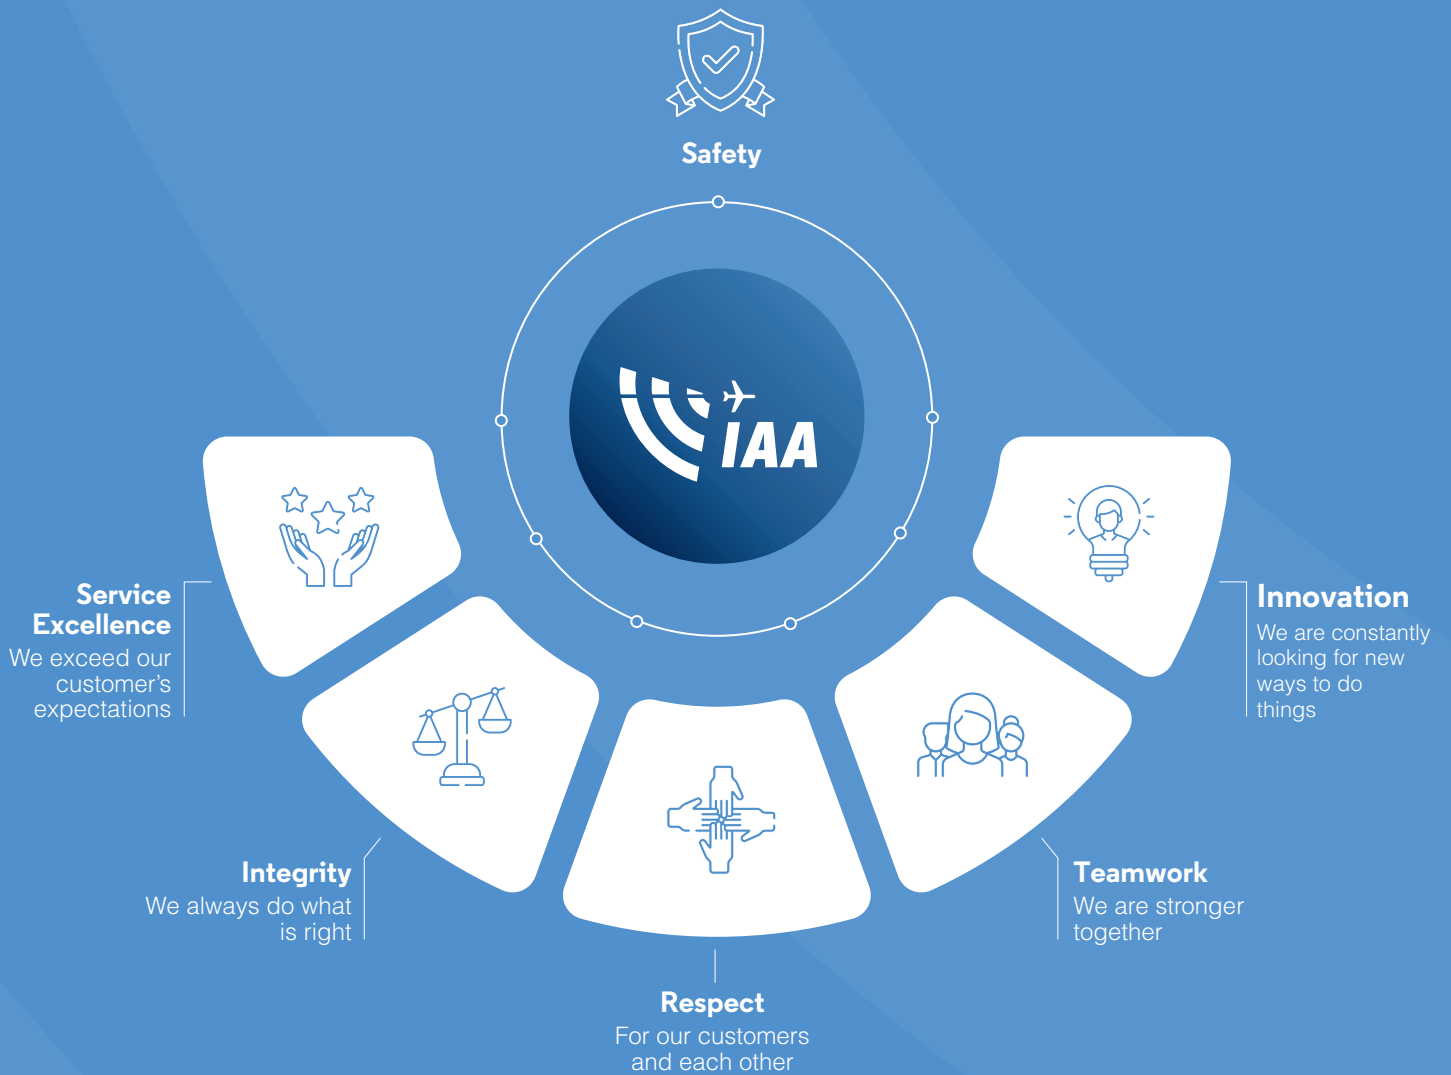 Safety
IAA
Service
Excellence
We exceed our
customer’s
expectations
Integrity
We always do what
is right
Respect
For our customers
and each other
Teamwork
We are stronger
together
Innovation
We are constantly
looking for new
ways to do
things